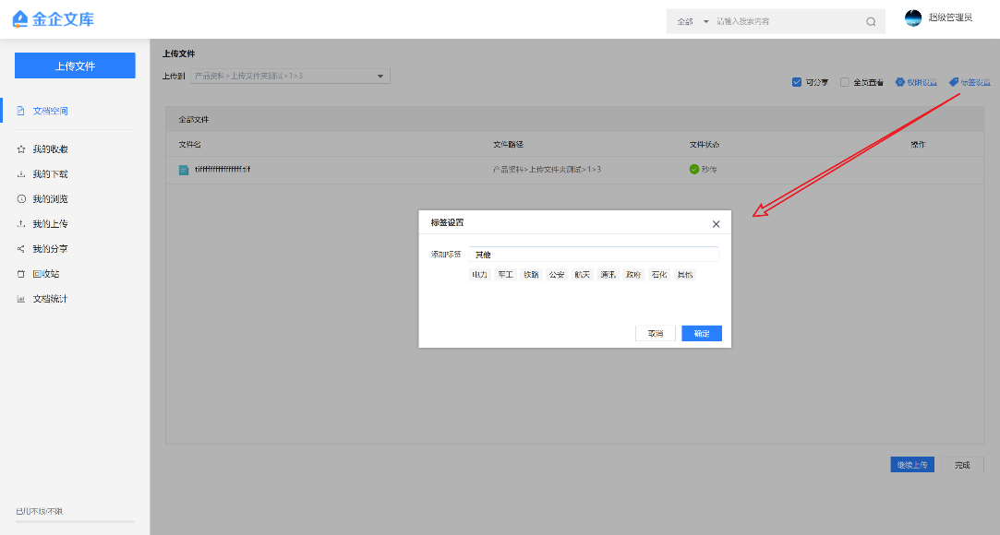 金企文库
全部 请输入搜索内容
超级管理员
上传文件
文档空间
我的收藏
我的下载
我的浏览
我的上传
我的分享
回收站
文档统计
已用不限/不限
上传文件
上传到 产品资料>上传文件夹测试>1>3
可分享 全员查看 权限设置 标签设置
全部文件
文件名 文件路径 文件状态 操作
产品资料>上传文件夹测试>1>3 秒传
标签设置
添加标签 其他
电力 军工 铁路 公安 航天 通讯 政府 石化 其他
取消 确定
继续上传 完成